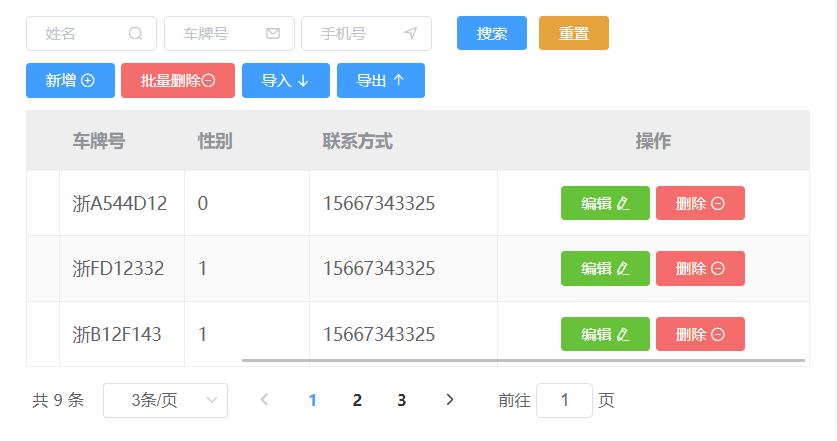 姓名 车牌号 手机号 搜索 重置
新增 批量删除 导入 导出
车牌号 性别 联系方式 操作
浙A544D12 0 15667343325 编辑 删除
浙FD12332 1 15667343325 编辑 删除
浙B12F143 1 15667343325 编辑 删除
共 9 条 3条/页 1 2 3 前往 1 页